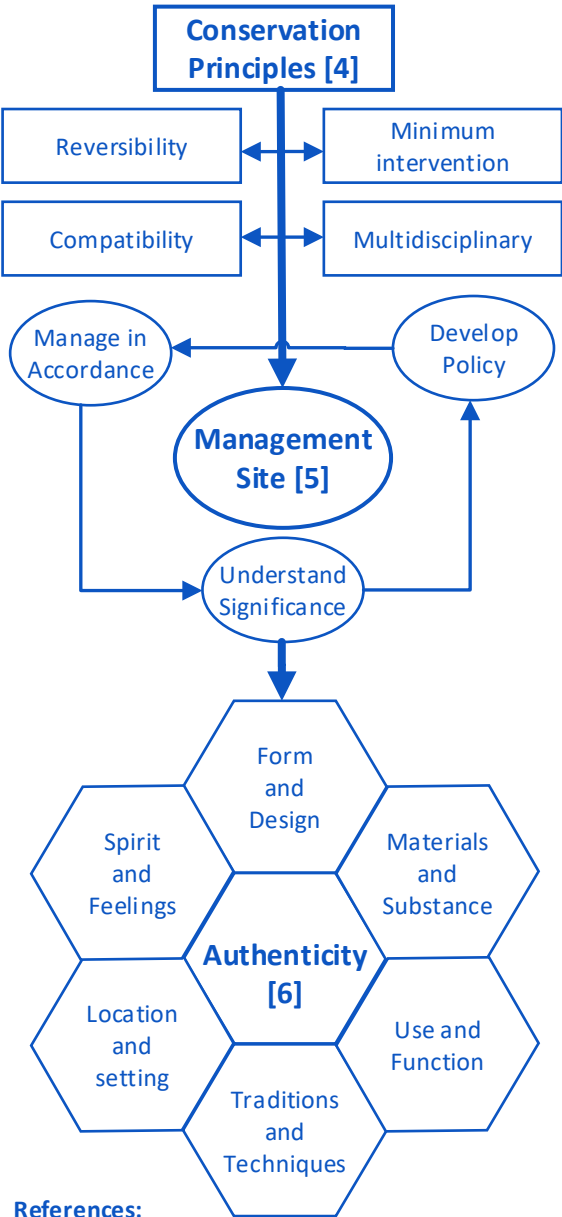 Conservation
Principles [4]
Reversibility
Minimum
intervention
Compatibility
Multidisciplinary
Manage in
Accordance
Develop
Policy
Management
Site [5]
Understand
Significance
Form
and
Design
Spirit
and
Feelings
Materials
and
Substance
Authenticity
[6]
Location
and
setting
Use and
Function
Traditions
and
Techniques
References: